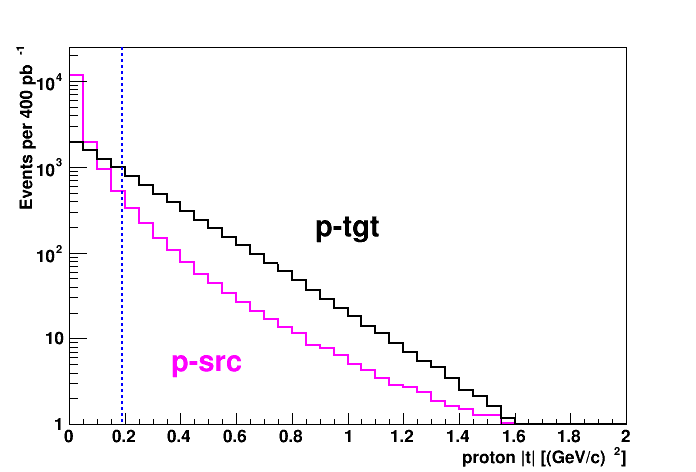 Events per 400 pb -1
10^4
10^3
10^2
10
1
p-tgt
p-src
0 0.2 0.4 0.6 0.8 1 1.2 1.4 1.6 1.8 2
proton |t| [(GeV/c) 2]